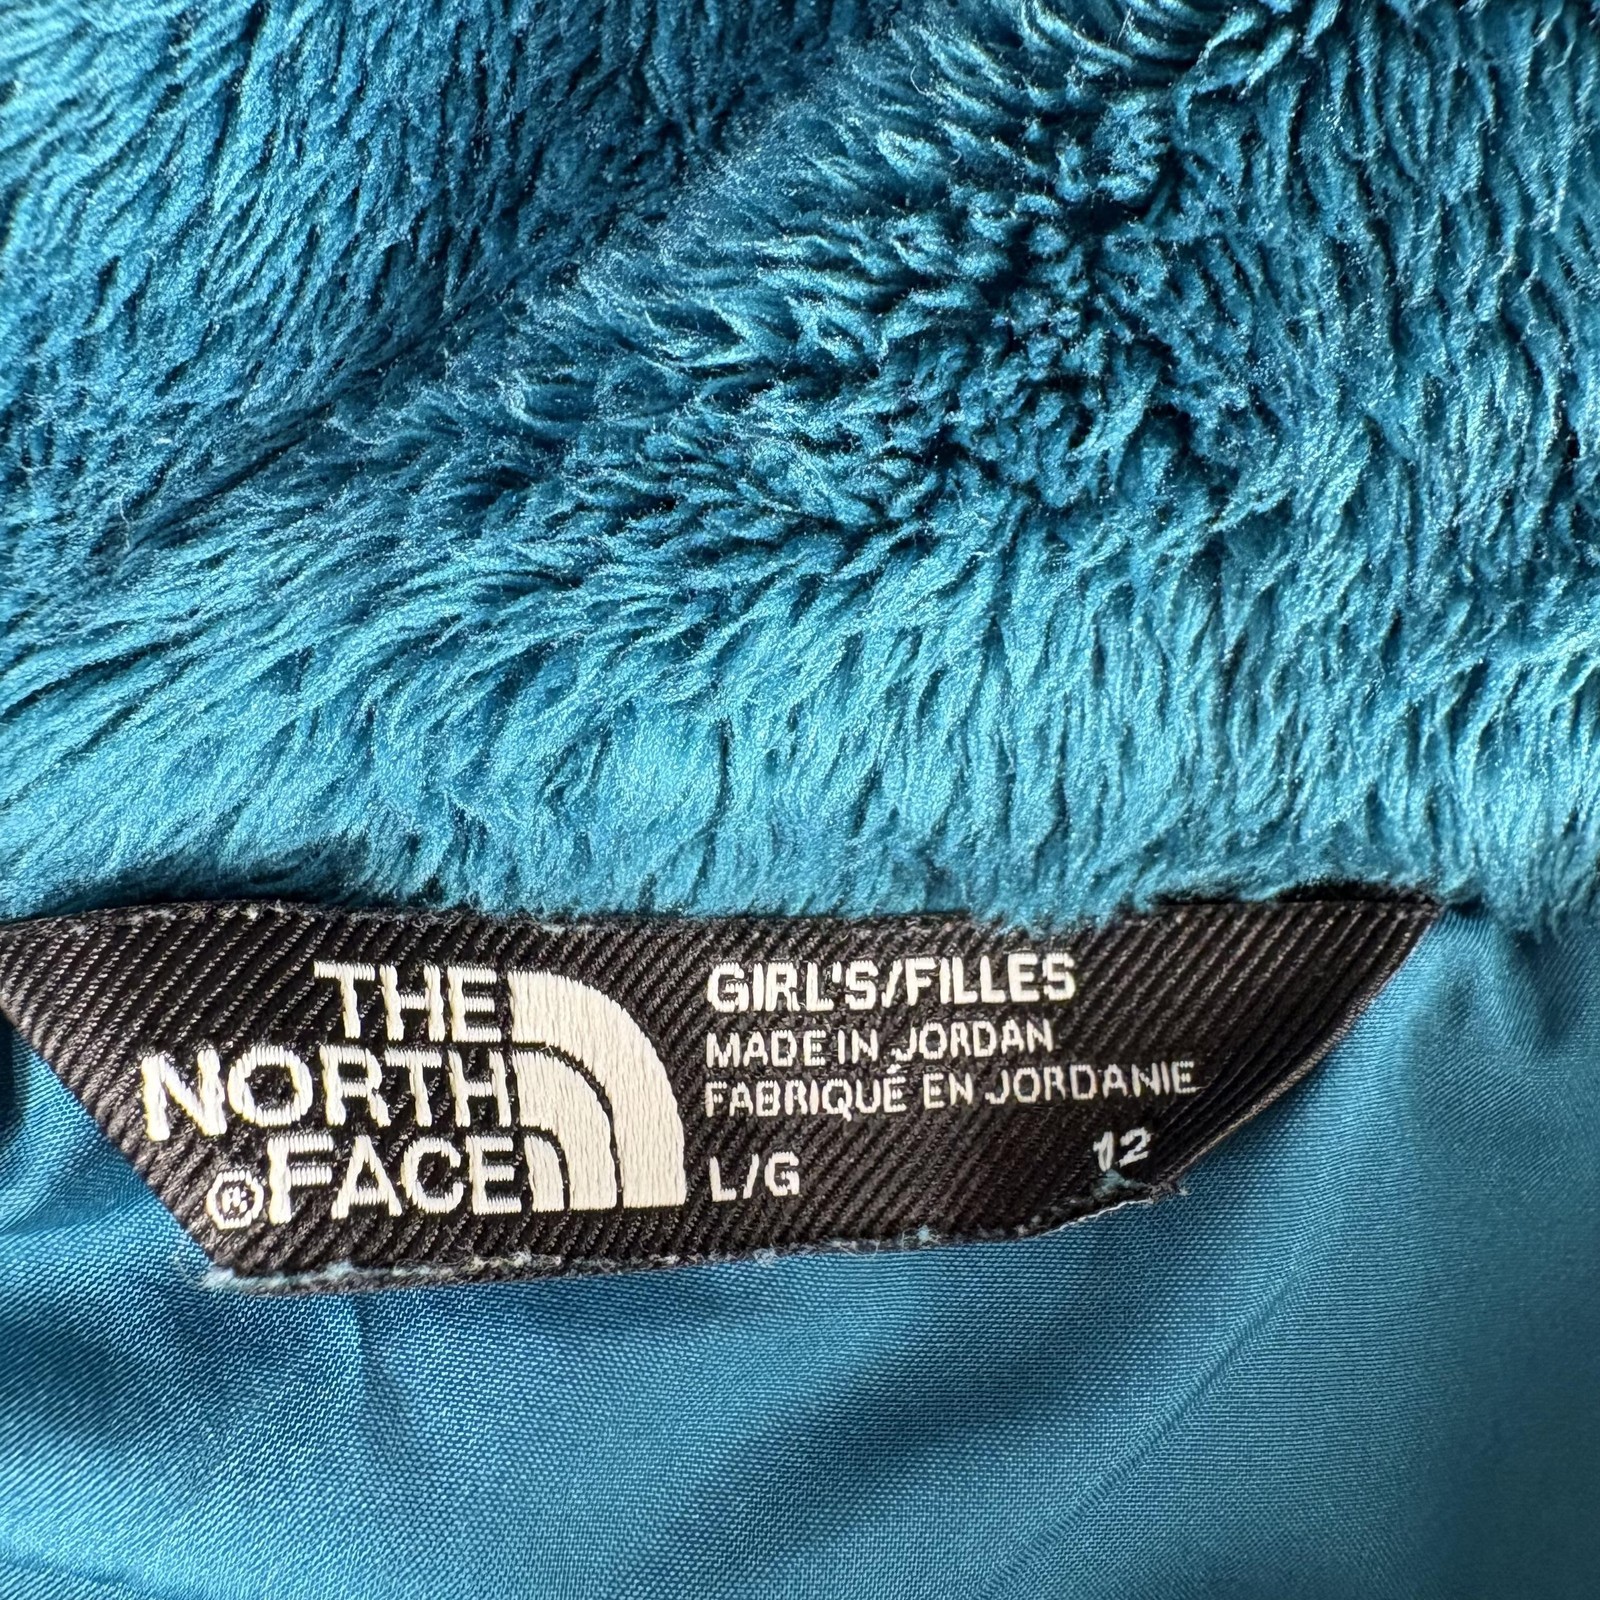 THE
NORTH
®FACE
GIRL'S/FILLES
MADE IN JORDAN
FABRIQUÉ EN JORDANIE
L/G 12